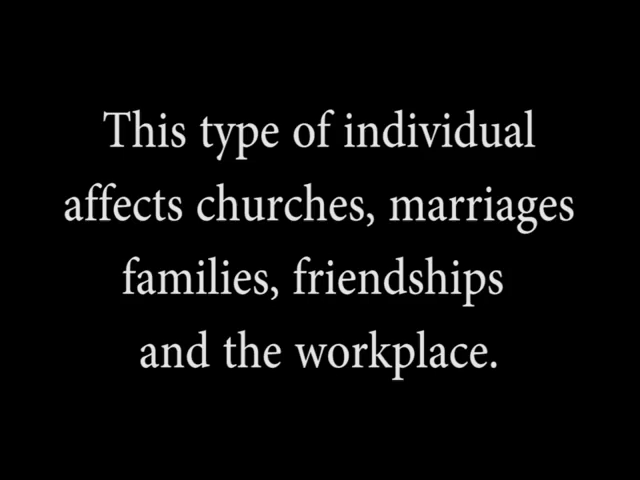 This type of individual
affects churches, marriages
families, friendships
and the workplace.